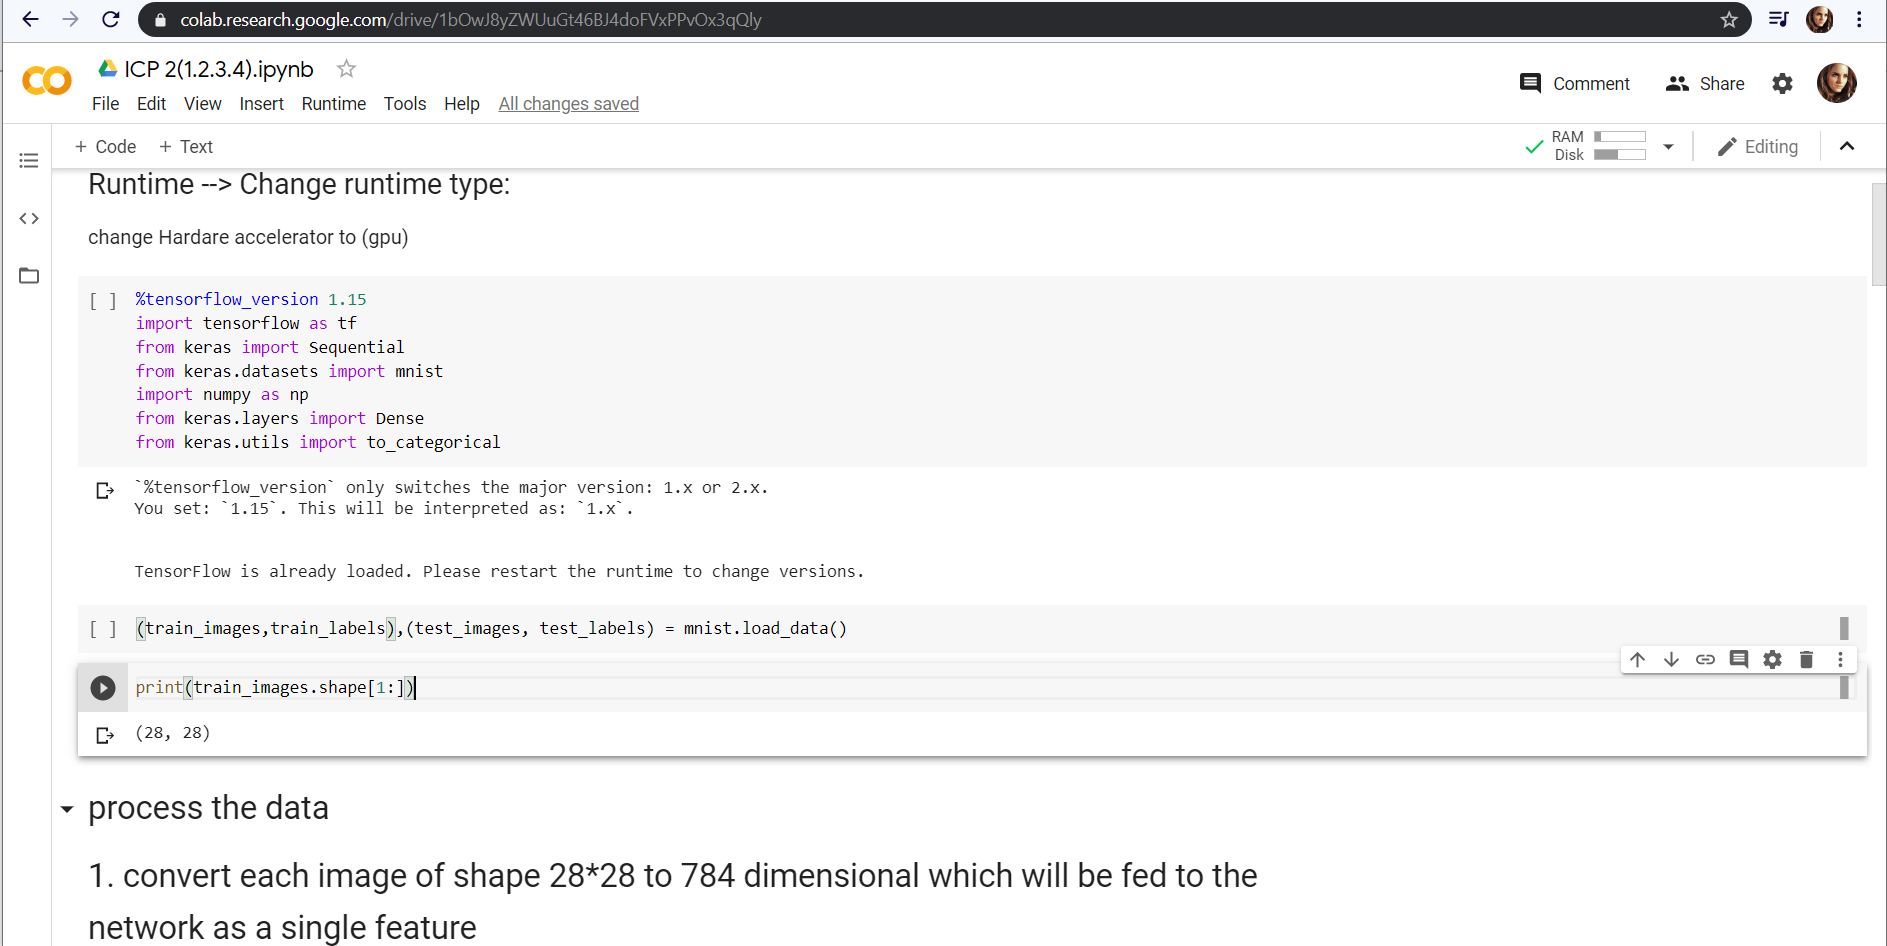 colab.research.google.com/drive/1bOwJ8yZWUuGt46BJ4doFVxPPvOx3qQly
ICP 2(1.2.3.4).ipynb
File Edit View Insert Runtime Tools Help All changes saved
Comment Share
+ Code + Text
RAM
Disk
Editing
Runtime --> Change runtime type:
change Hardare accelerator to (gpu)
[ ] %tensorflow_version 1.15
import tensorflow as tf
from keras import Sequential
from keras.datasets import mnist
import numpy as np
from keras.layers import Dense
from keras.utils import to_categorical
`%tensorflow_version` only switches the major version: 1.x or 2.x.
You set: `1.15`. This will be interpreted as: `1.x`.
TensorFlow is already loaded. Please restart the runtime to change versions.
[ ] (train_images,train_labels),(test_images, test_labels) = mnist.load_data()
print(train_images.shape[1:])
(28, 28)
process the data
1. convert each image of shape 28*28 to 784 dimensional which will be fed to the
network as a single feature